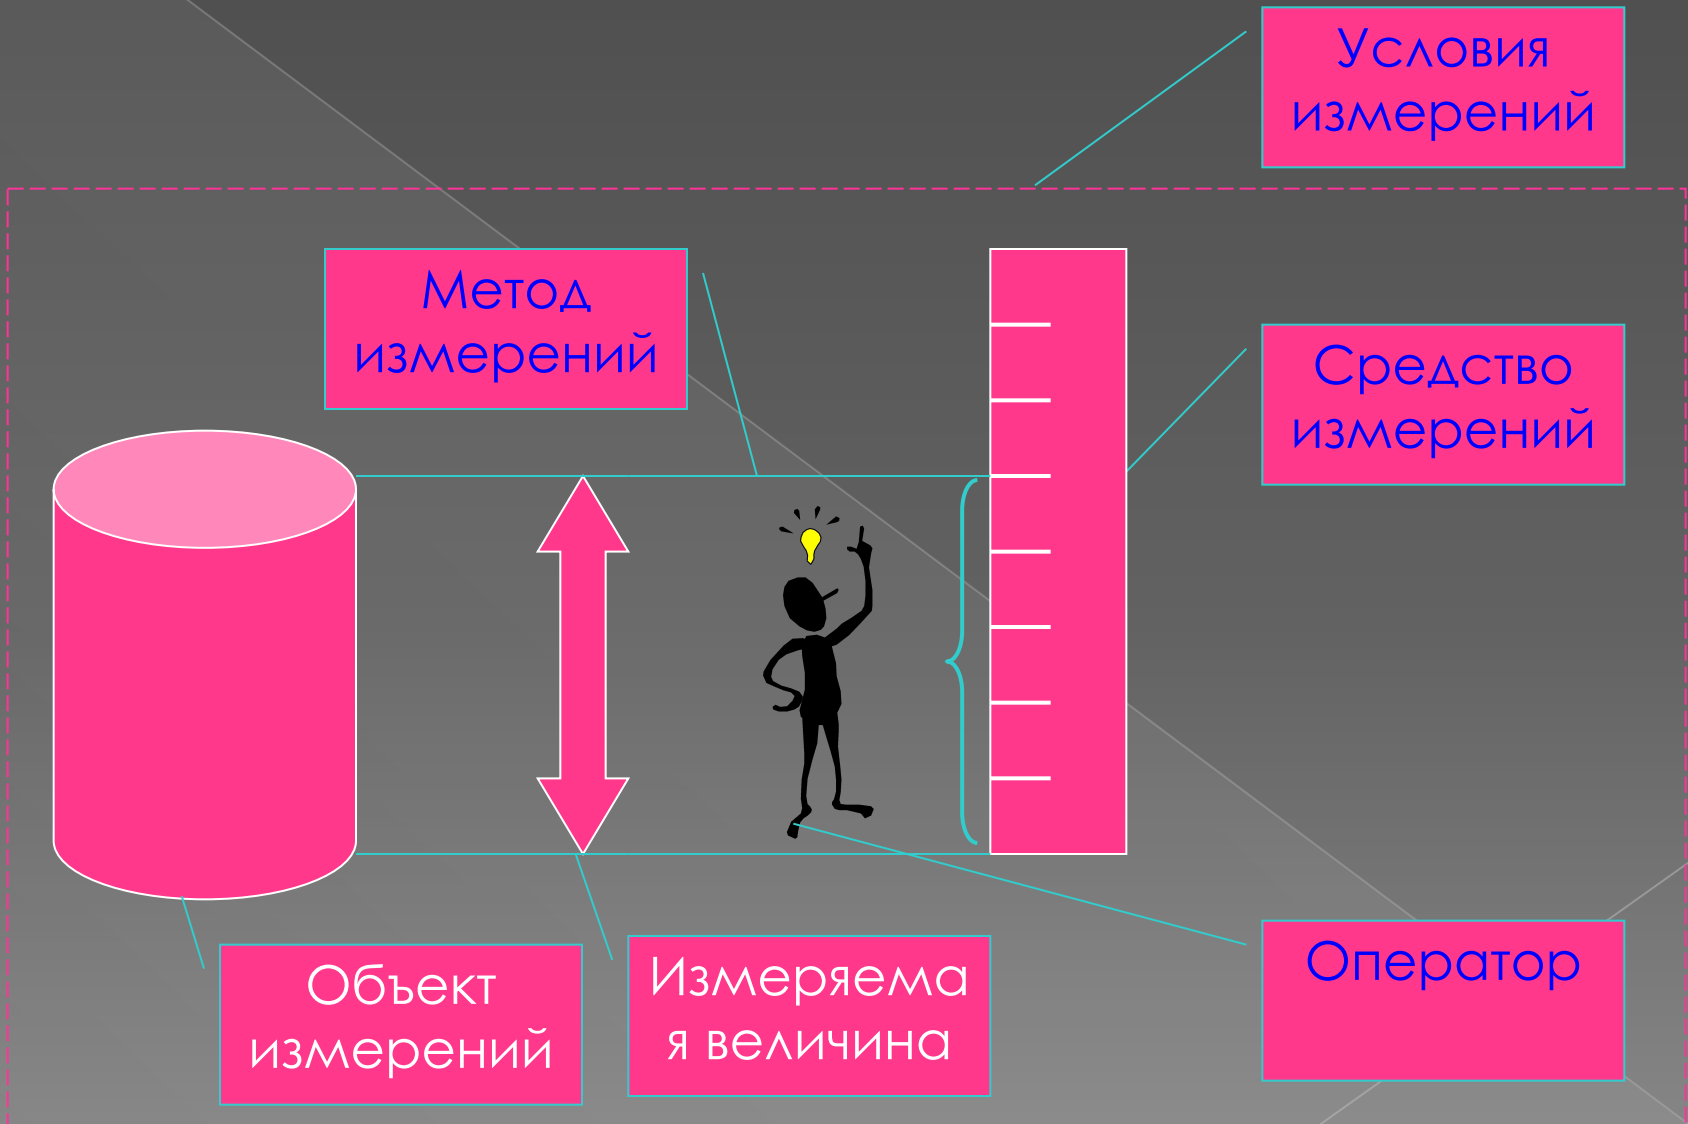 Условия
измерений
Метод
измерений
Средство
измерений
Объект
измерений
Измеряема
я величина
Оператор